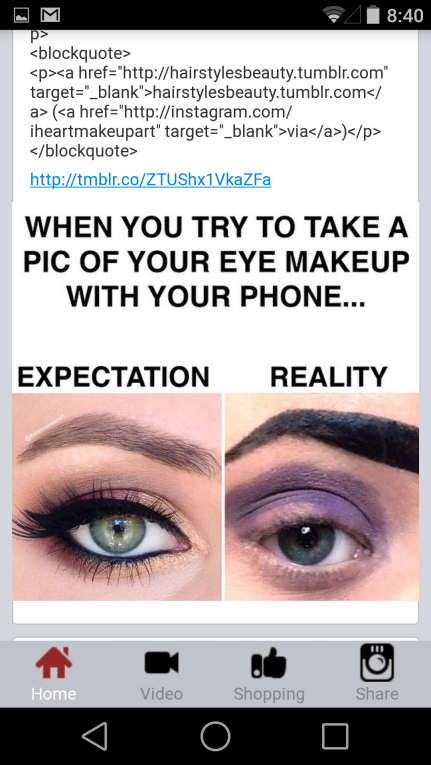 8:40
p>
<blockquote>
<p><a href="http://hairstylesbeauty.tumblr.com"
target="_blank">hairstylesbeauty.tumblr.com</
a> (<a href="http://instagram.com/
iheartmakeupart" target="_blank">via</a>)</p>
</blockquote>
http://tmblr.co/ZTUShx1VkaZFa
WHEN YOU TRY TO TAKE A
PIC OF YOUR EYE MAKEUP
WITH YOUR PHONE...
EXPECTATION REALITY
Home Video Shopping Share